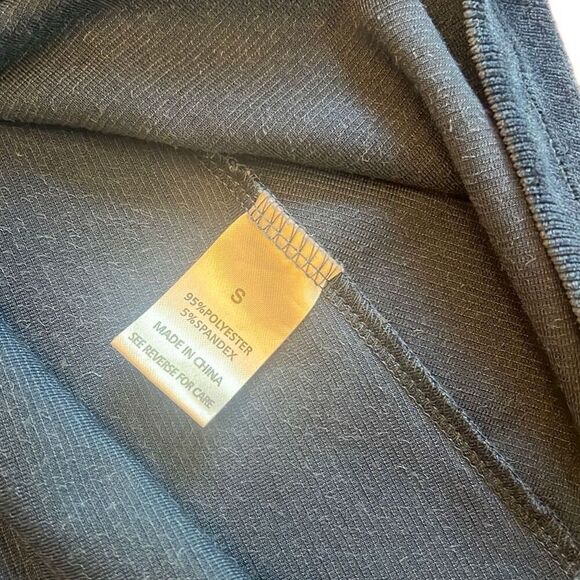 S
95%POLYESTER
5%SPANDEX
MADE IN CHINA
SEE REVERSE FOR CARE